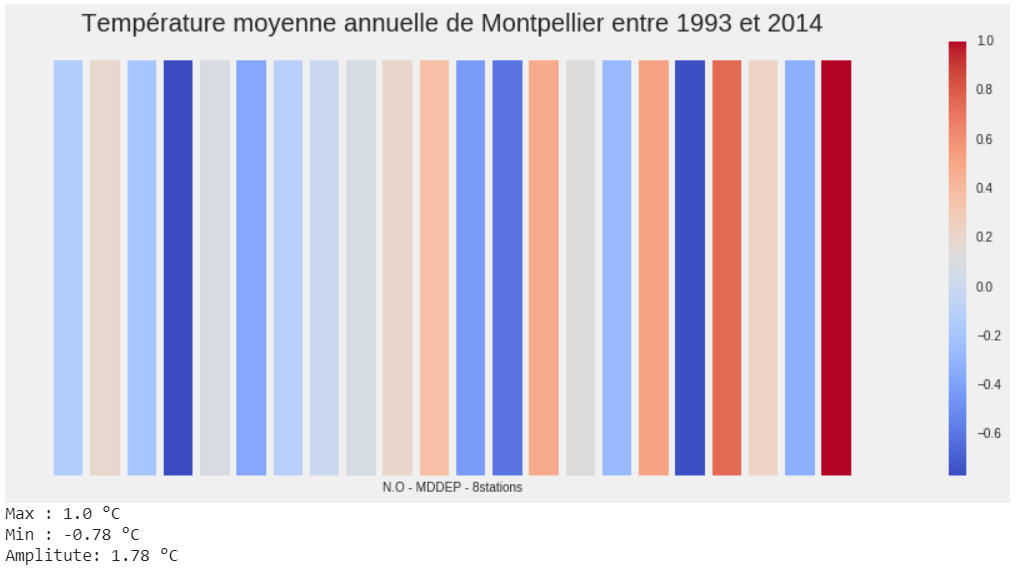 Température moyenne annuelle de Montpellier entre 1993 et 2014
1.0
0.8
0.6
0.4
0.2
0.0
−0.2
−0.4
−0.6
N.O - MDDEP - 8stations
Max : 1.0 °C
Min : -0.78 °C
Amplitute: 1.78 °C